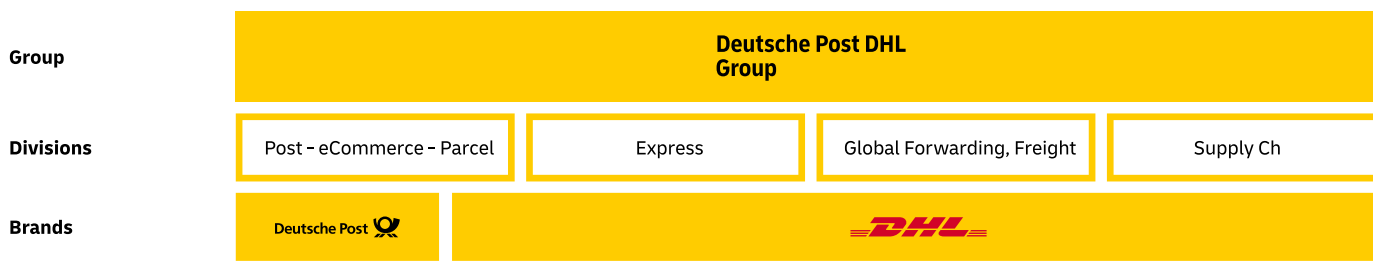 Group
Deutsche Post DHL
Group
Divisions
Post - eCommerce - Parcel
Express
Global Forwarding, Freight
Supply Ch
Brands
Deutsche Post
DHL